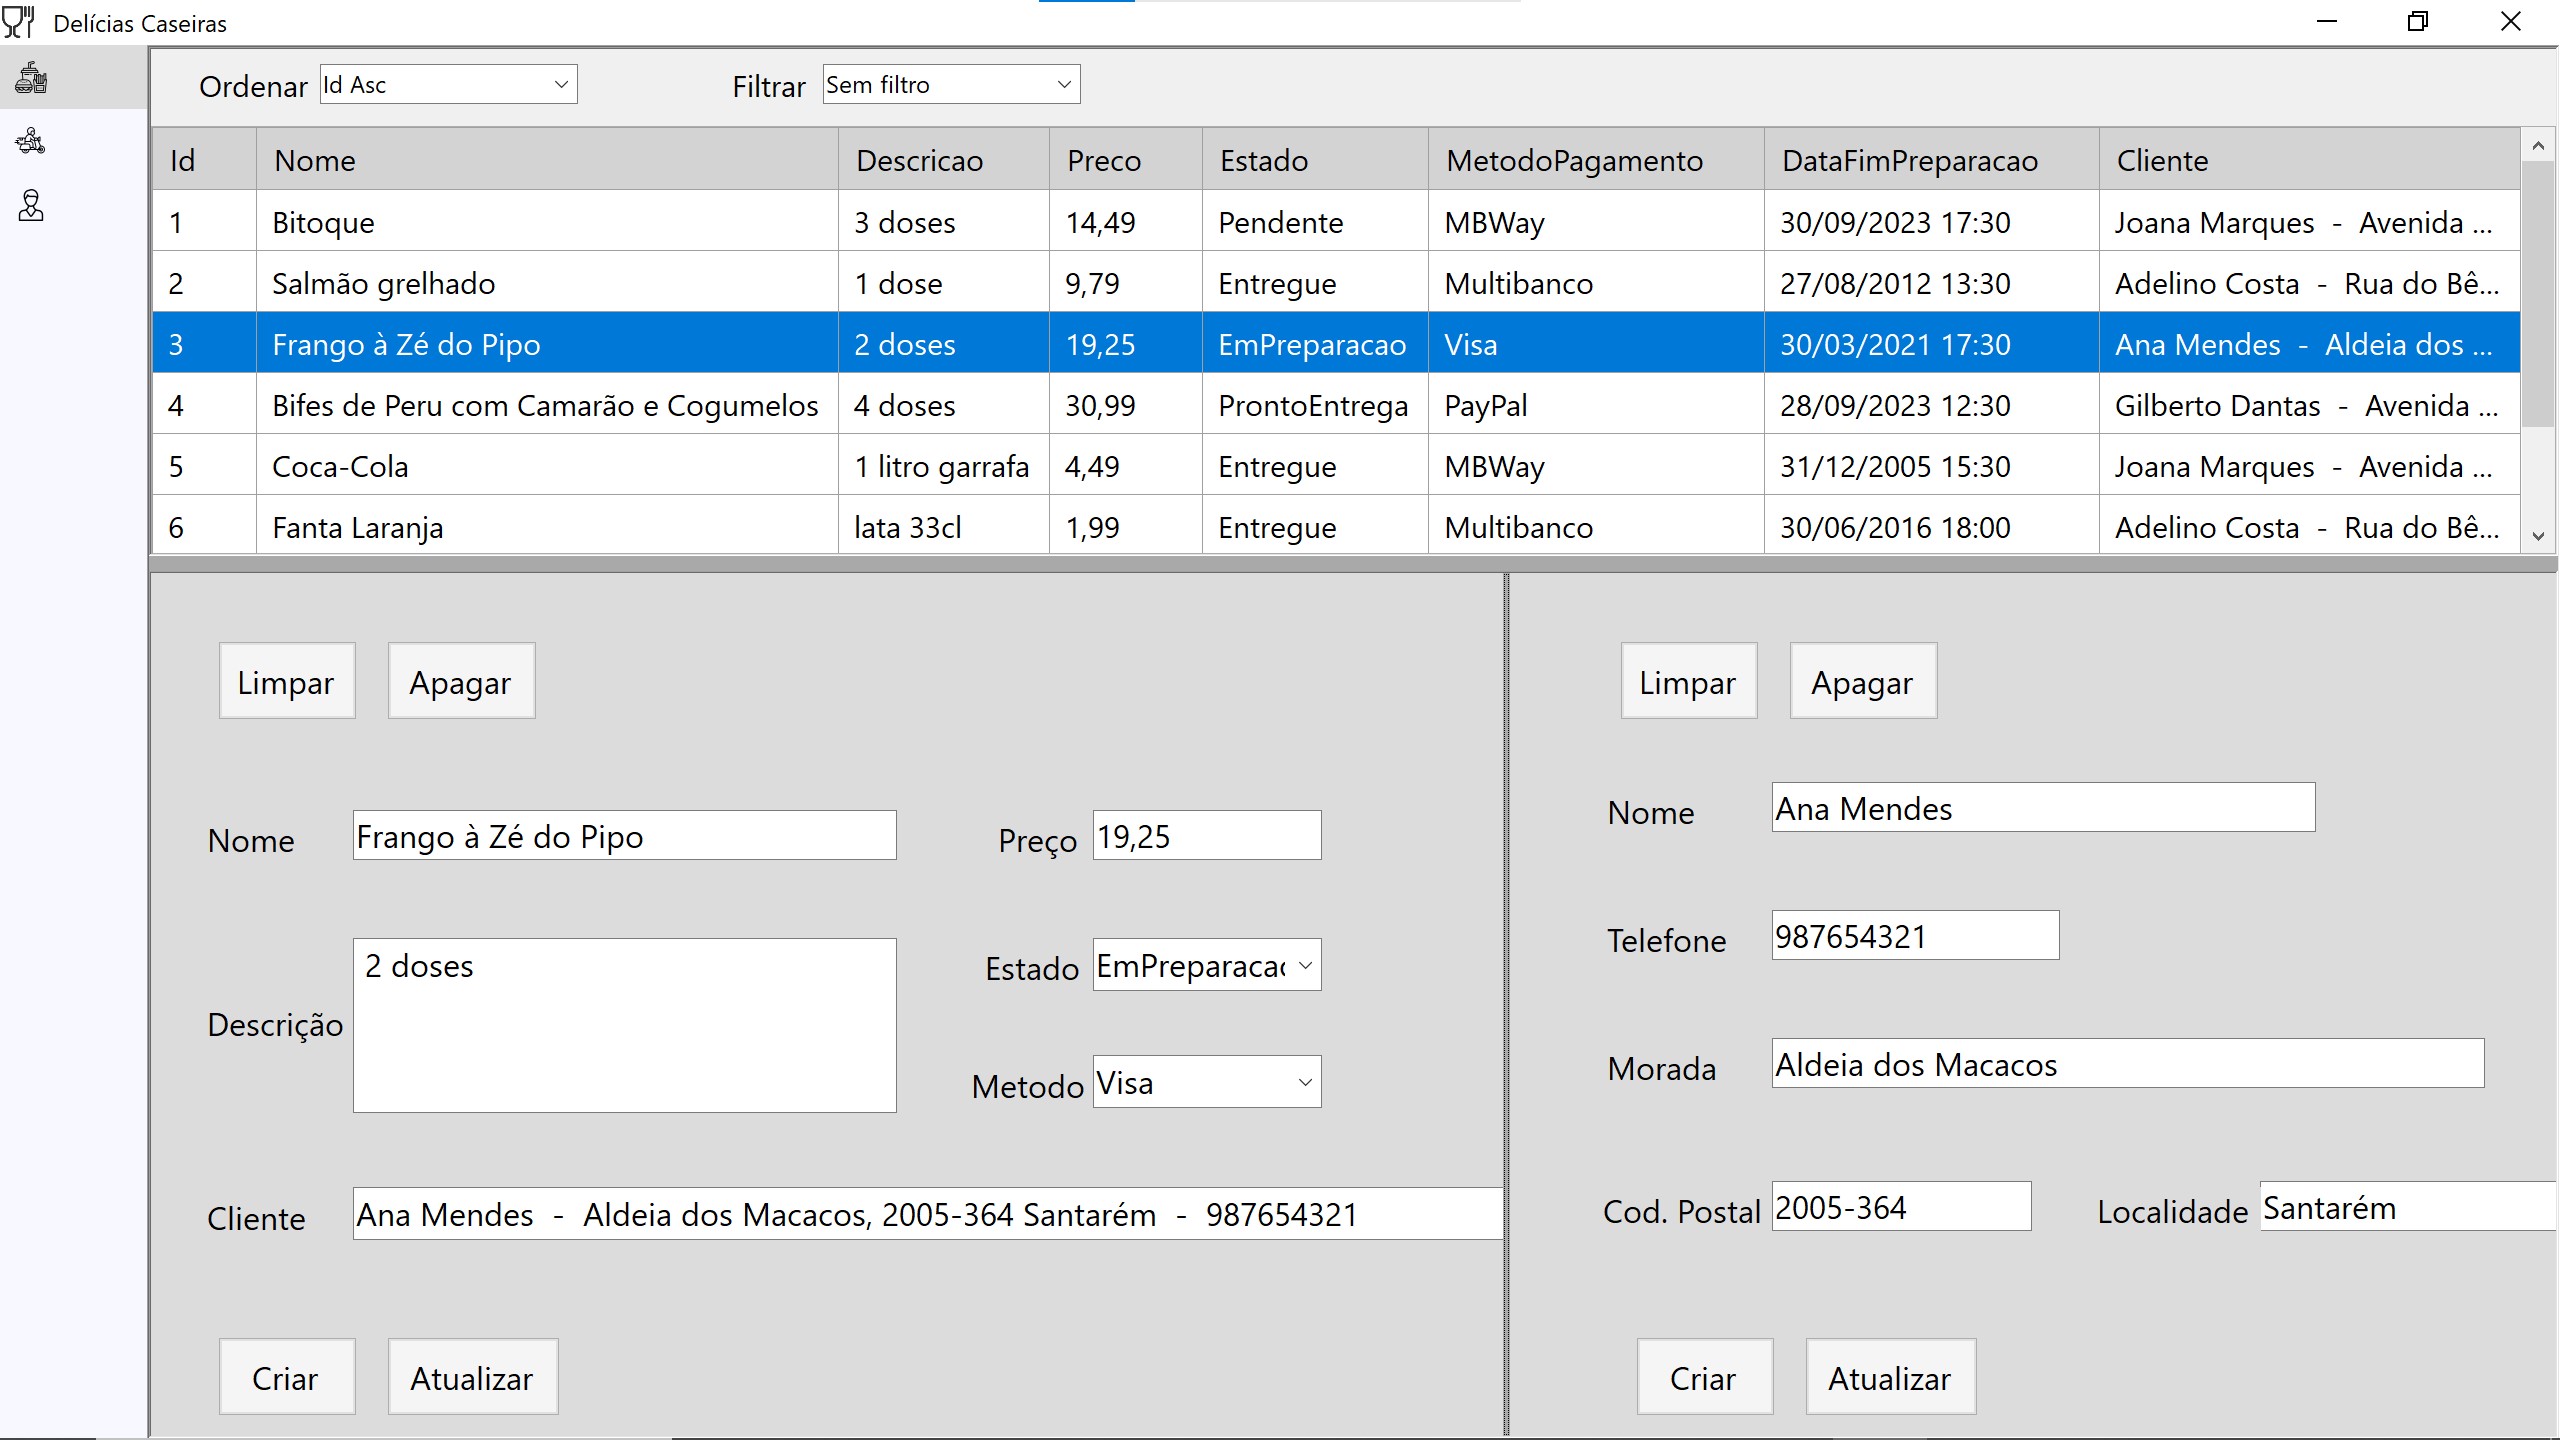 Delícias Caseiras
Ordenar Id Asc Filtrar Sem filtro
Id Nome Descricao Preco Estado MetodoPagamento DataFimPreparacao Cliente
1 Bitoque 3 doses 14,49 Pendente MBWay 30/09/2023 17:30 Joana Marques - Avenida ...
2 Salmão grelhado 1 dose 9,79 Entregue Multibanco 27/08/2012 13:30 Adelino Costa - Rua do Bê...
3 Frango à Zé do Pipo 2 doses 19,25 EmPreparacao Visa 30/03/2021 17:30 Ana Mendes - Aldeia dos ...
4 Bifes de Peru com Camarão e Cogumelos 4 doses 30,99 ProntoEntrega PayPal 28/09/2023 12:30 Gilberto Dantas - Avenida ...
5 Coca-Cola 1 litro garrafa 4,49 Entregue MBWay 31/12/2005 15:30 Joana Marques - Avenida ...
6 Fanta Laranja lata 33cl 1,99 Entregue Multibanco 30/06/2016 18:00 Adelino Costa - Rua do Bê...
Limpar Apagar
Nome Frango à Zé do Pipo Preço 19,25
Descrição 2 doses Estado EmPreparacao
Metodo Visa
Cliente Ana Mendes - Aldeia dos Macacos, 2005-364 Santarém - 987654321
Criar Atualizar
Limpar Apagar
Nome Ana Mendes
Telefone 987654321
Morada Aldeia dos Macacos
Cod. Postal 2005-364 Localidade Santarém
Criar Atualizar